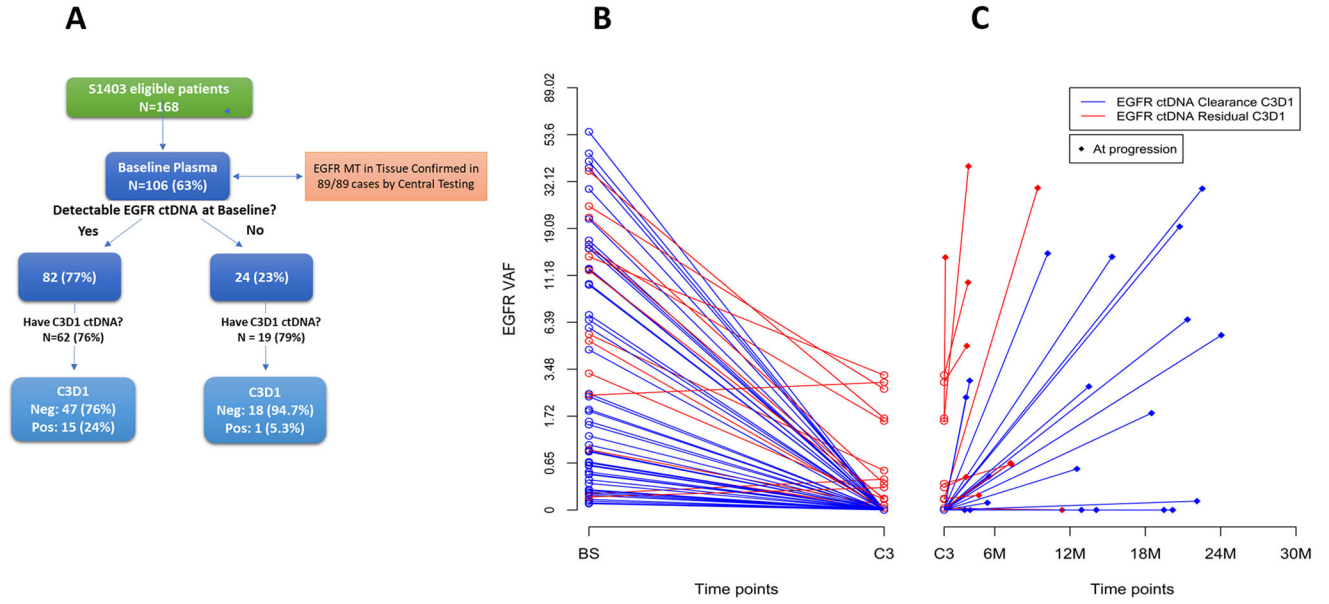 A
S1403 eligible patients
N=168
Baseline Plasma
N=106 (63%)
EGFR MT in Tissue Confirmed in
89/89 cases by Central Testing
Detectable EGFR ctDNA at Baseline?
Yes
No
82 (77%)
24 (23%)
Have C3D1 ctDNA?
N=62 (76%)
Have C3D1 ctDNA?
N = 19 (79%)
C3D1
Neg: 47 (76%)
Pos: 15 (24%)
C3D1
Neg: 18 (94.7%)
Pos: 1 (5.3%)
B
EGFR VAF
89.02
53.6
32.12
19.09
11.18
6.39
3.48
1.72
0.65
0
BS
C3
Time points
C
EGFR ctDNA Clearance C3D1
EGFR ctDNA Residual C3D1
At progression
C3
6M
12M
18M
24M
30M
Time points